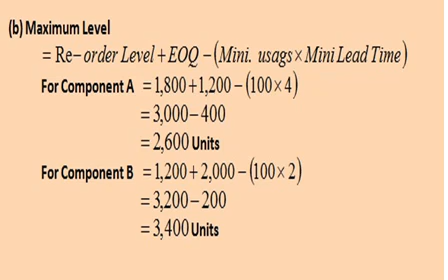 (b) Maximum Level
= Re-order Level +EOQ -(Mini. usags× Mini Lead Time)
For Component A = 1,800+1,200-(100×4)
= 3,000-400
= 2,600 Units
For Component B = 1,200+2,000-(100×2)
= 3,200-200
= 3,400 Units